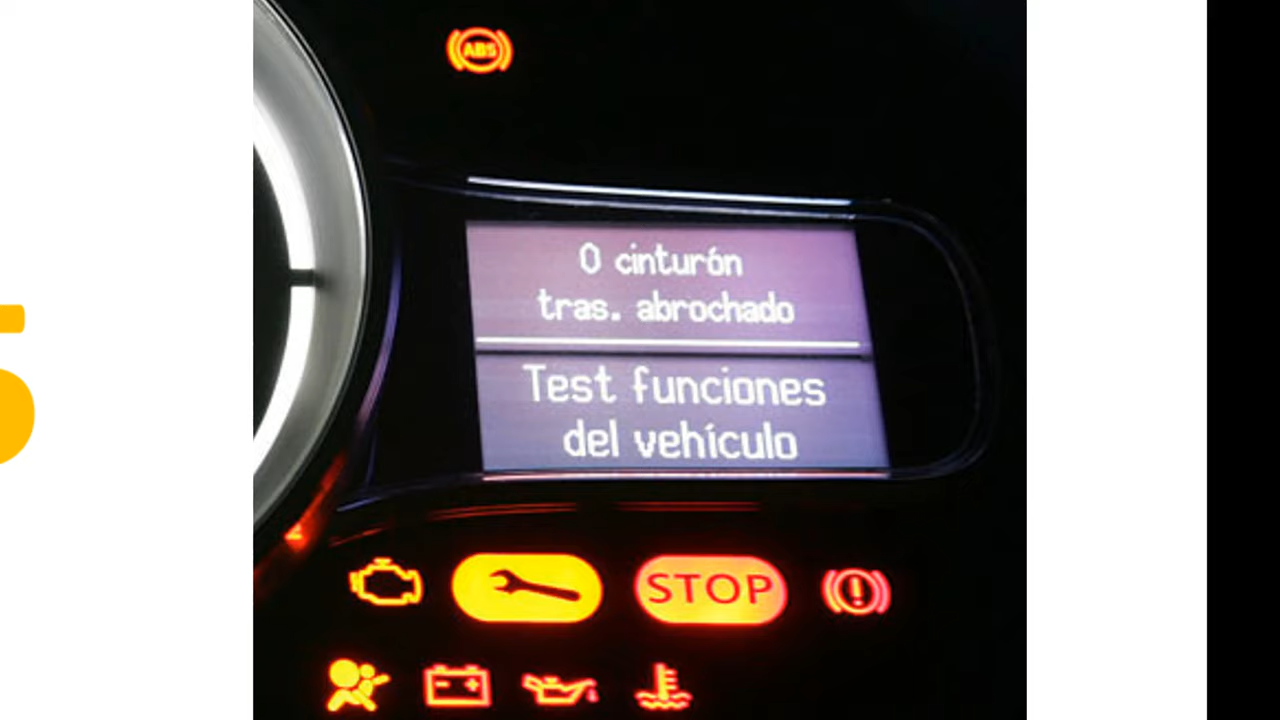 ABS
0 cinturón
tras. abrochado
Test funciones
del vehículo
STOP